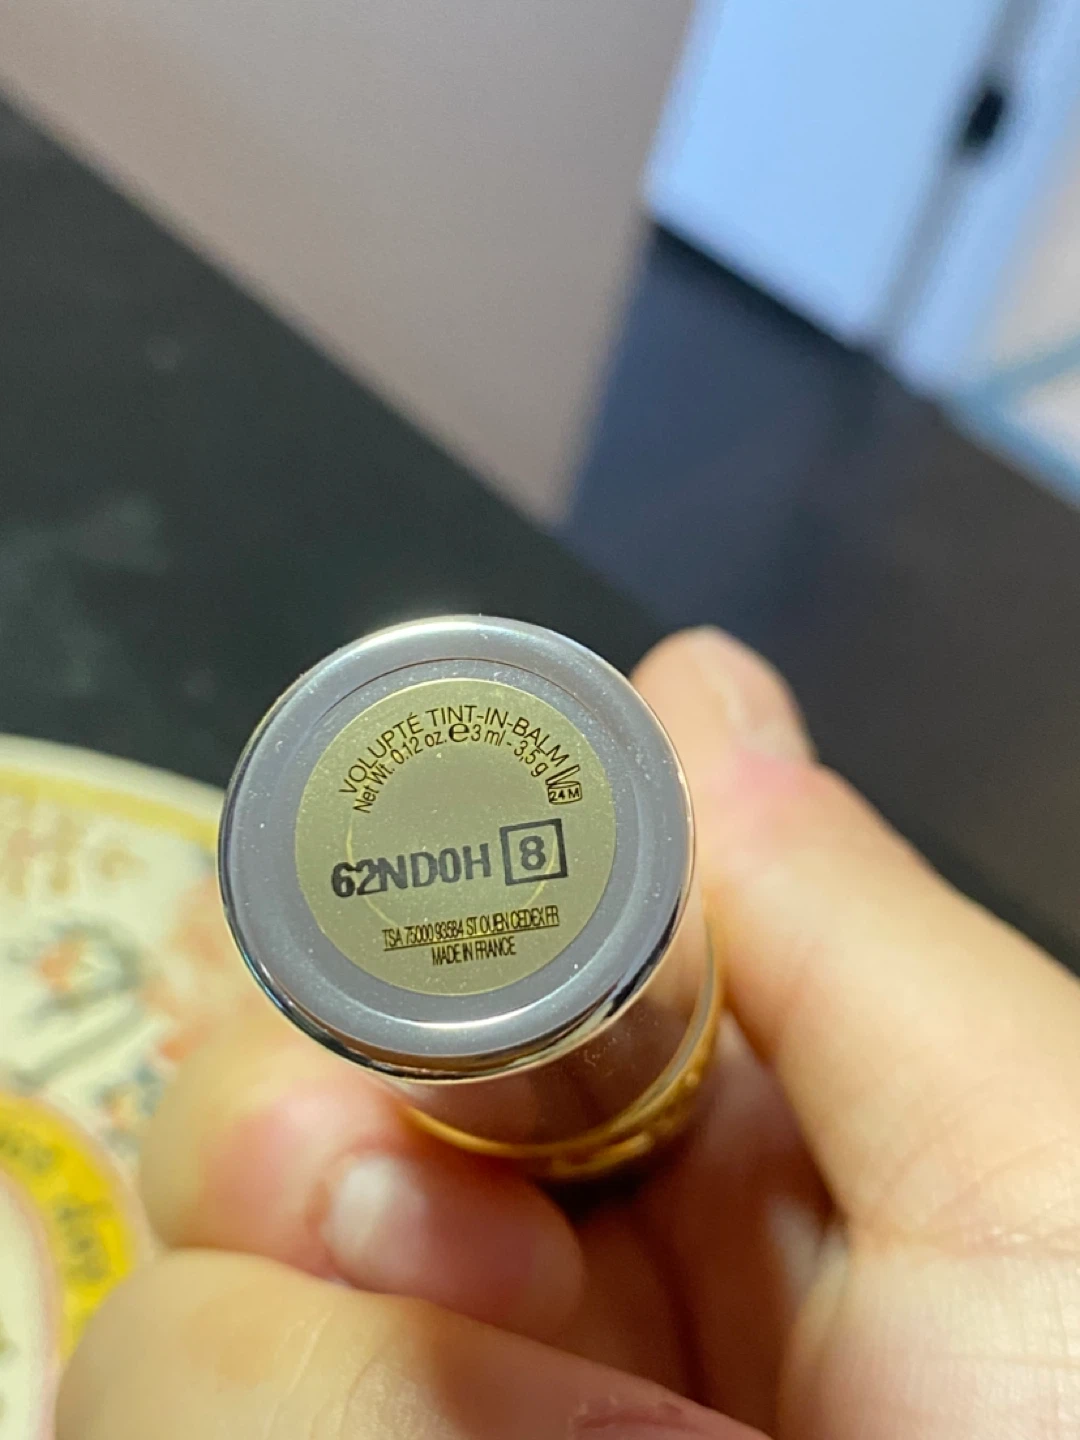 VOLUPTÉ TINT-IN-BALM
Net Wt. 0.12 oz. ℮ 3 ml - 3,5 g
24 M
62ND0H 8
TSA 75000 93584 ST OUEN CEDEX FR
MADE IN FRANCE